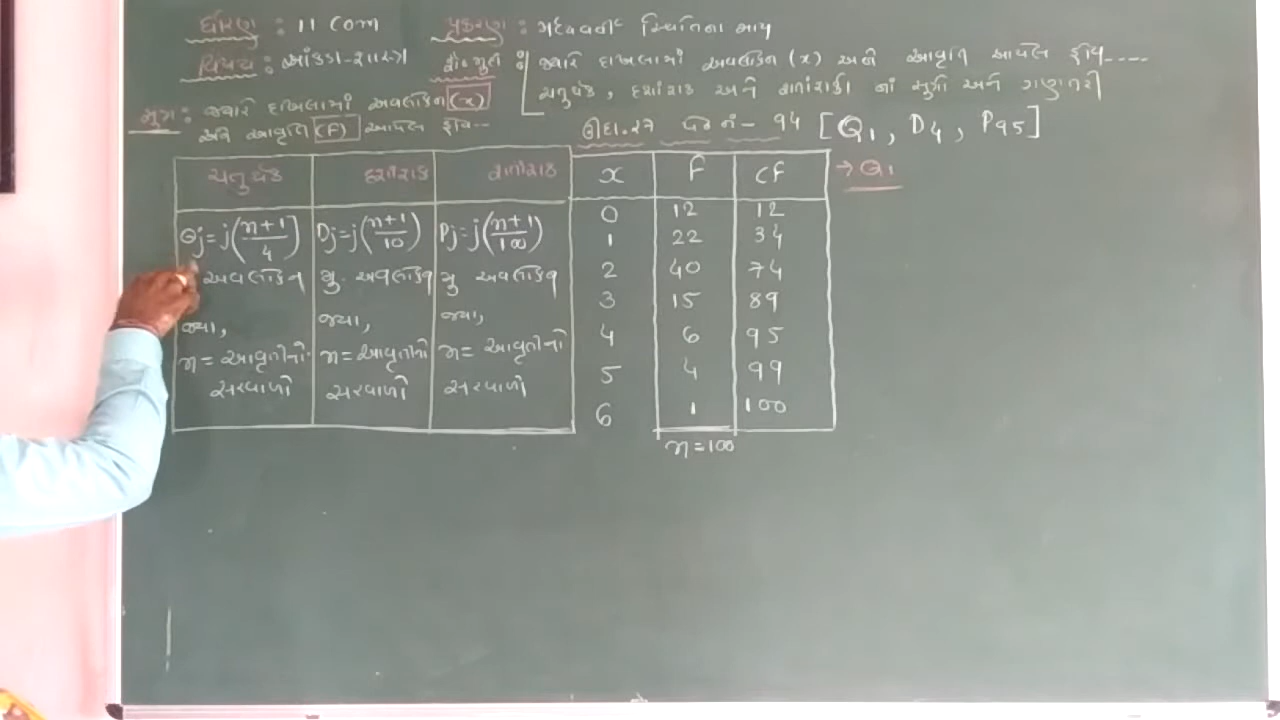 ધોરણ : 11 COM પ્રકરણ : મધ્યવર્તી સ્થિતિના માપ
વિષય : આંકડા-શાસ્ત્ર હેતુ : જ્યારે દાખલામાં અવલોકન (x) અને આવૃત્તિ આપેલ હોય....
ચતુર્થક, દશાંશક અને શતાંશકો નાં સૂત્રો અને ગણતરી
સૂત્ર : જ્યારે દાખલામાં અવલોકન (x)
અને આવૃત્તિ (F) આપેલ હોય...
ઉદા.27 પેજ નં - 94 [Q1, D4, P95]
ચતુર્થક દશાંશક શતાંશક x F CF → Q1
Qj = j(n+1/4) Dj = j(n+1/10) Pj = j(n+1/100)
અવલોકન મુ. અવલોકન મુ અવલોકન
જ્યાં, જ્યાં, જ્યાં,
n = આવૃત્તિનો n = આવૃત્તિનો n = આવૃત્તિનો
સરવાળો સરવાળો સરવાળો
0 12 12
1 22 34
2 40 74
3 15 89
4 6 95
5 4 99
6 1 100
n = 100